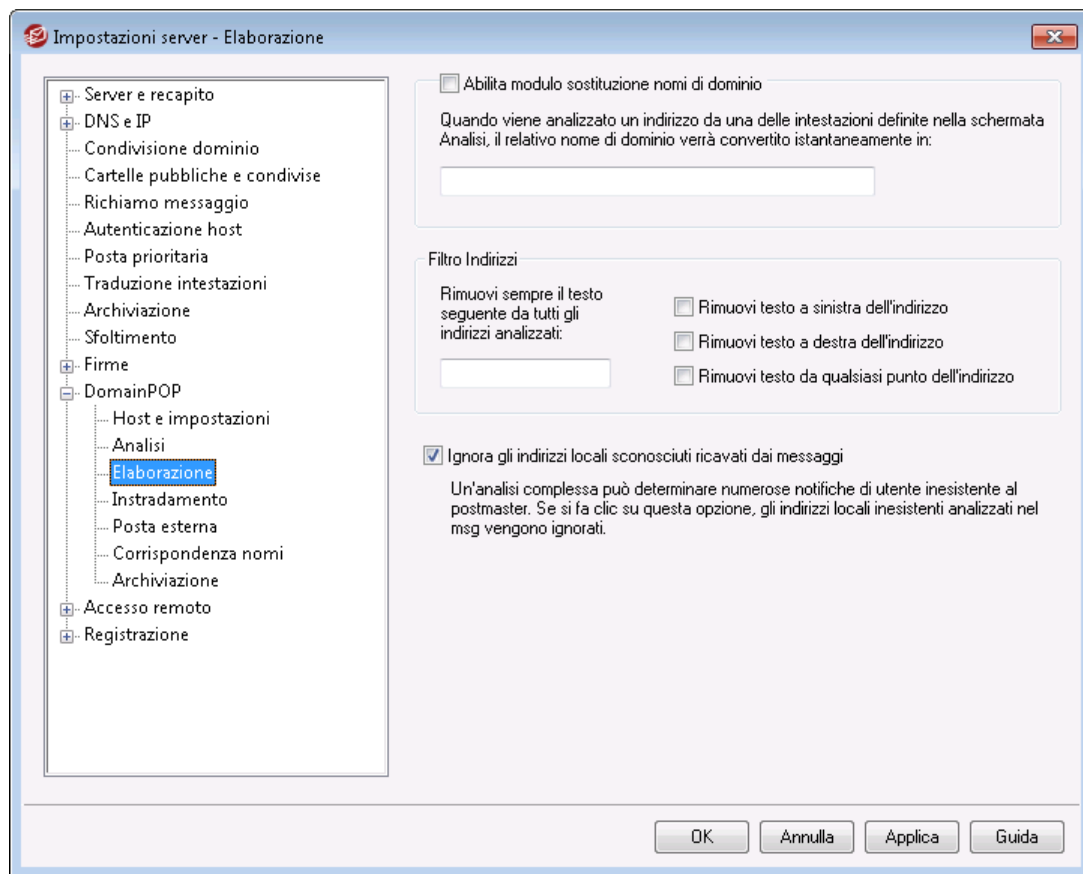 Impostazioni server - Elaborazione
Server e recapito
DNS e IP
Condivisione dominio
Cartelle pubbliche e condivise
Richiamo messaggio
Autenticazione host
Posta prioritaria
Traduzione intestazioni
Archiviazione
Sfoltimento
Firme
DomainPOP
Host e impostazioni
Analisi
Elaborazione
Instradamento
Posta esterna
Corrispondenza nomi
Archiviazione
Accesso remoto
Registrazione
Abilita modulo sostituzione nomi di dominio
Quando viene analizzato un indirizzo da una delle intestazioni definite nella schermata
Analisi, il relativo nome di dominio verrà convertito istantaneamente in:
Filtro Indirizzi
Rimuovi sempre il testo
seguente da tutti gli
indirizzi analizzati:
Rimuovi testo a sinistra dell'indirizzo
Rimuovi testo a destra dell'indirizzo
Rimuovi testo da qualsiasi punto dell'indirizzo
Ignora gli indirizzi locali sconosciuti ricavati dai messaggi
Un'analisi complessa può determinare numerose notifiche di utente inesistente al
postmaster. Se si fa clic su questa opzione, gli indirizzi locali inesistenti analizzati nel
msg vengono ignorati.
OK
Annulla
Applica
Guida